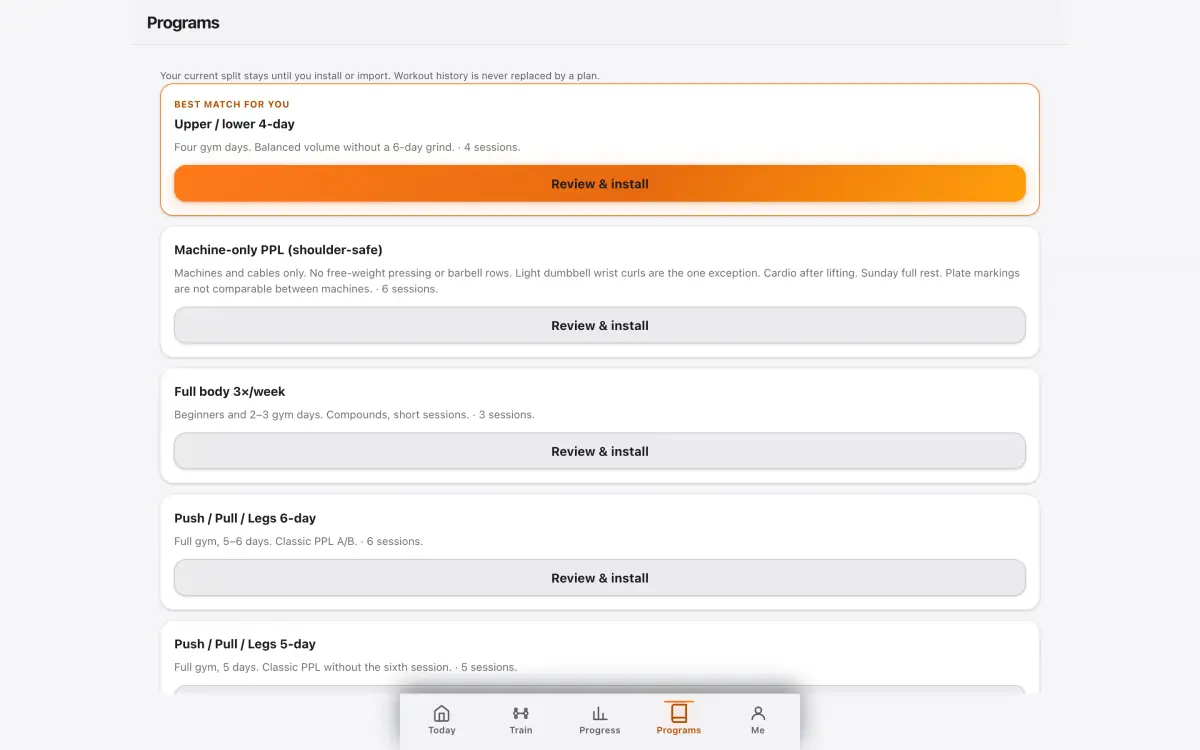 Programs
Your current split stays until you install or import. Workout history is never replaced by a plan.
BEST MATCH FOR YOU
Upper / lower 4-day
Four gym days. Balanced volume without a 6-day grind. · 4 sessions.
Review & install
Machine-only PPL (shoulder-safe)
Machines and cables only. No free-weight pressing or barbell rows. Light dumbbell wrist curls are the one exception. Cardio after lifting. Sunday full rest. Plate markings
are not comparable between machines. · 6 sessions.
Review & install
Full body 3×/week
Beginners and 2–3 gym days. Compounds, short sessions. · 3 sessions.
Review & install
Push / Pull / Legs 6-day
Full gym, 5–6 days. Classic PPL A/B. · 6 sessions.
Review & install
Push / Pull / Legs 5-day
Full gym, 5 days. Classic PPL without the sixth session. · 5 sessions.
Today
Train
Progress
Programs
Me